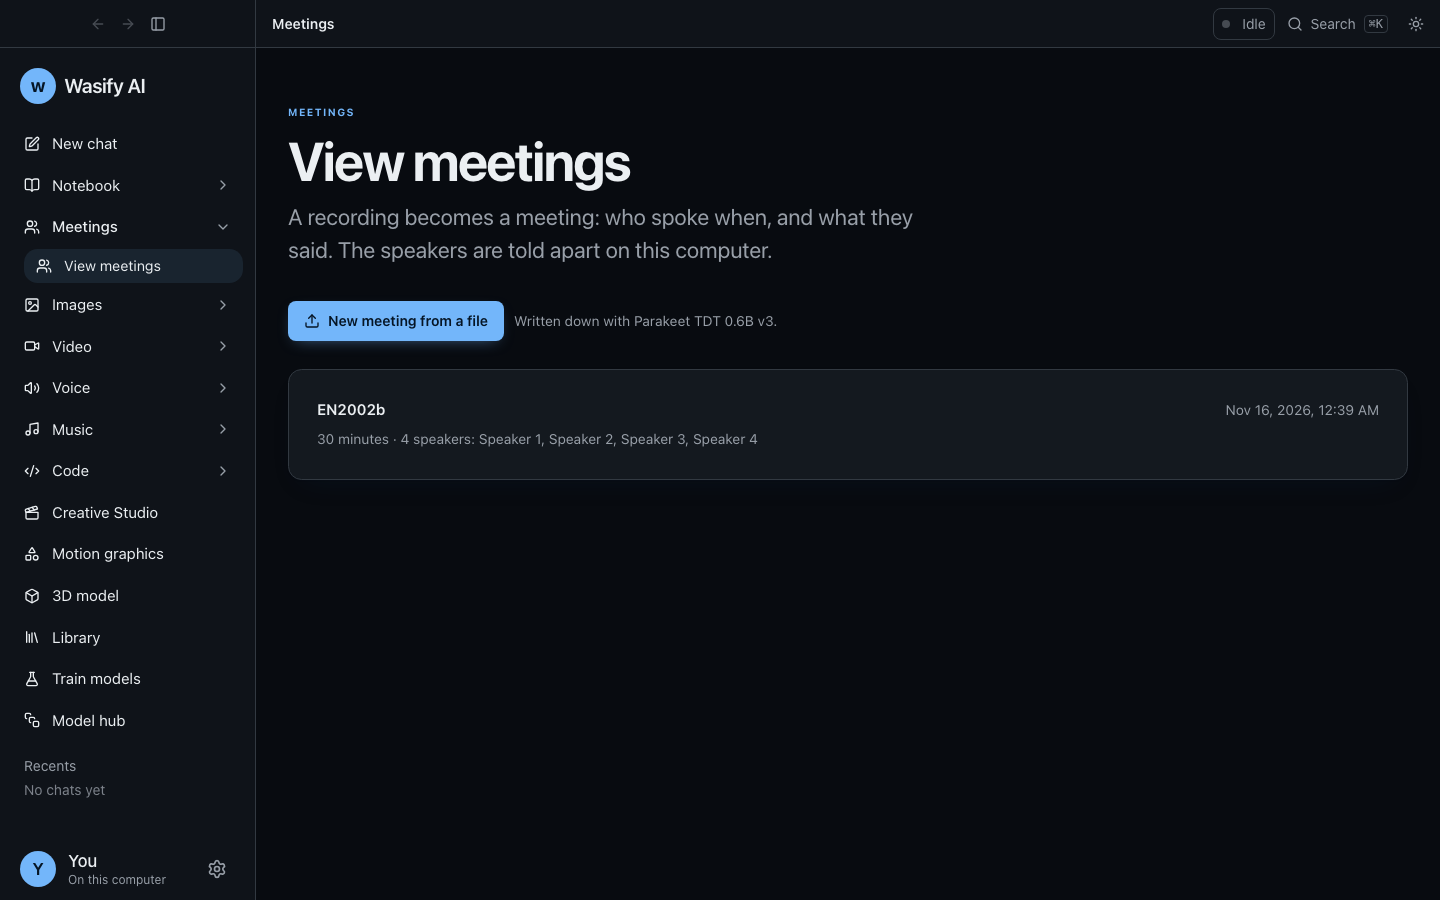 Meetings
Idle
Search ⌘K
w
Wasify AI
New chat
Notebook
Meetings
View meetings
Images
Video
Voice
Music
Code
Creative Studio
Motion graphics
3D model
Library
Train models
Model hub
Recents
No chats yet
Y
You
On this computer
MEETINGS
View meetings
A recording becomes a meeting: who spoke when, and what they
said. The speakers are told apart on this computer.
New meeting from a file
Written down with Parakeet TDT 0.6B v3.
EN2002b
Nov 16, 2026, 12:39 AM
30 minutes · 4 speakers: Speaker 1, Speaker 2, Speaker 3, Speaker 4